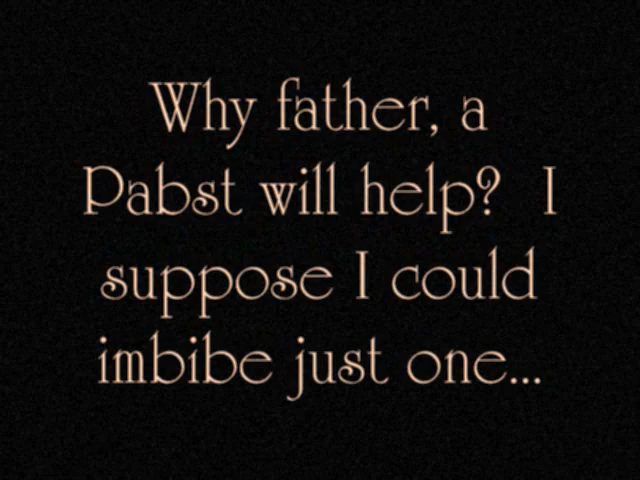 Why father, a
Pabst will help?  I
suppose I could
imbibe just one...